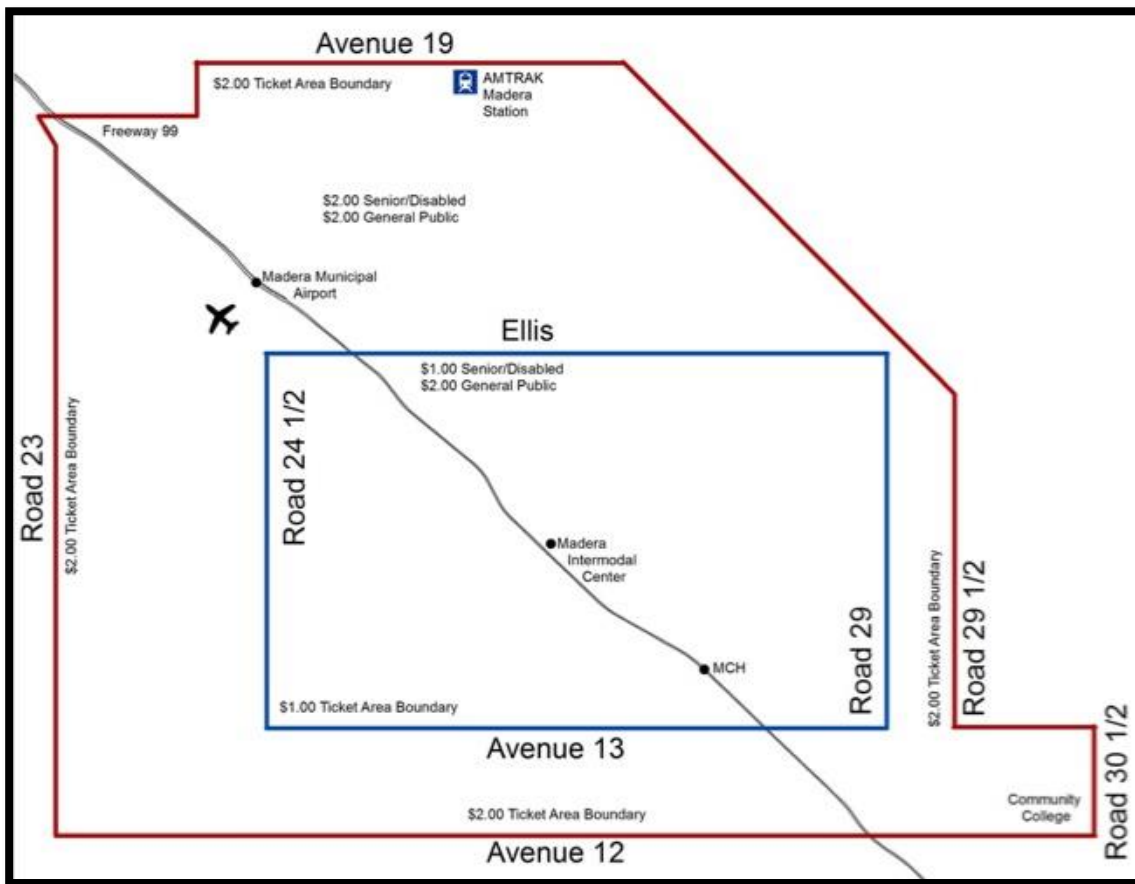 Avenue 19
$2.00 Ticket Area Boundary
AMTRAK
Madera
Station
Freeway 99
$2.00 Senior/Disabled
$2.00 General Public
Madera Municipal
Airport
Ellis
$1.00 Senior/Disabled
$2.00 General Public
Road 23
$2.00 Ticket Area Boundary
Road 24 1/2
Madera
Intermodal
Center
MCH
Road 29
$2.00 Ticket Area Boundary
Road 29 1/2
$1.00 Ticket Area Boundary
Avenue 13
$2.00 Ticket Area Boundary
Community
College
Road 30 1/2
Avenue 12